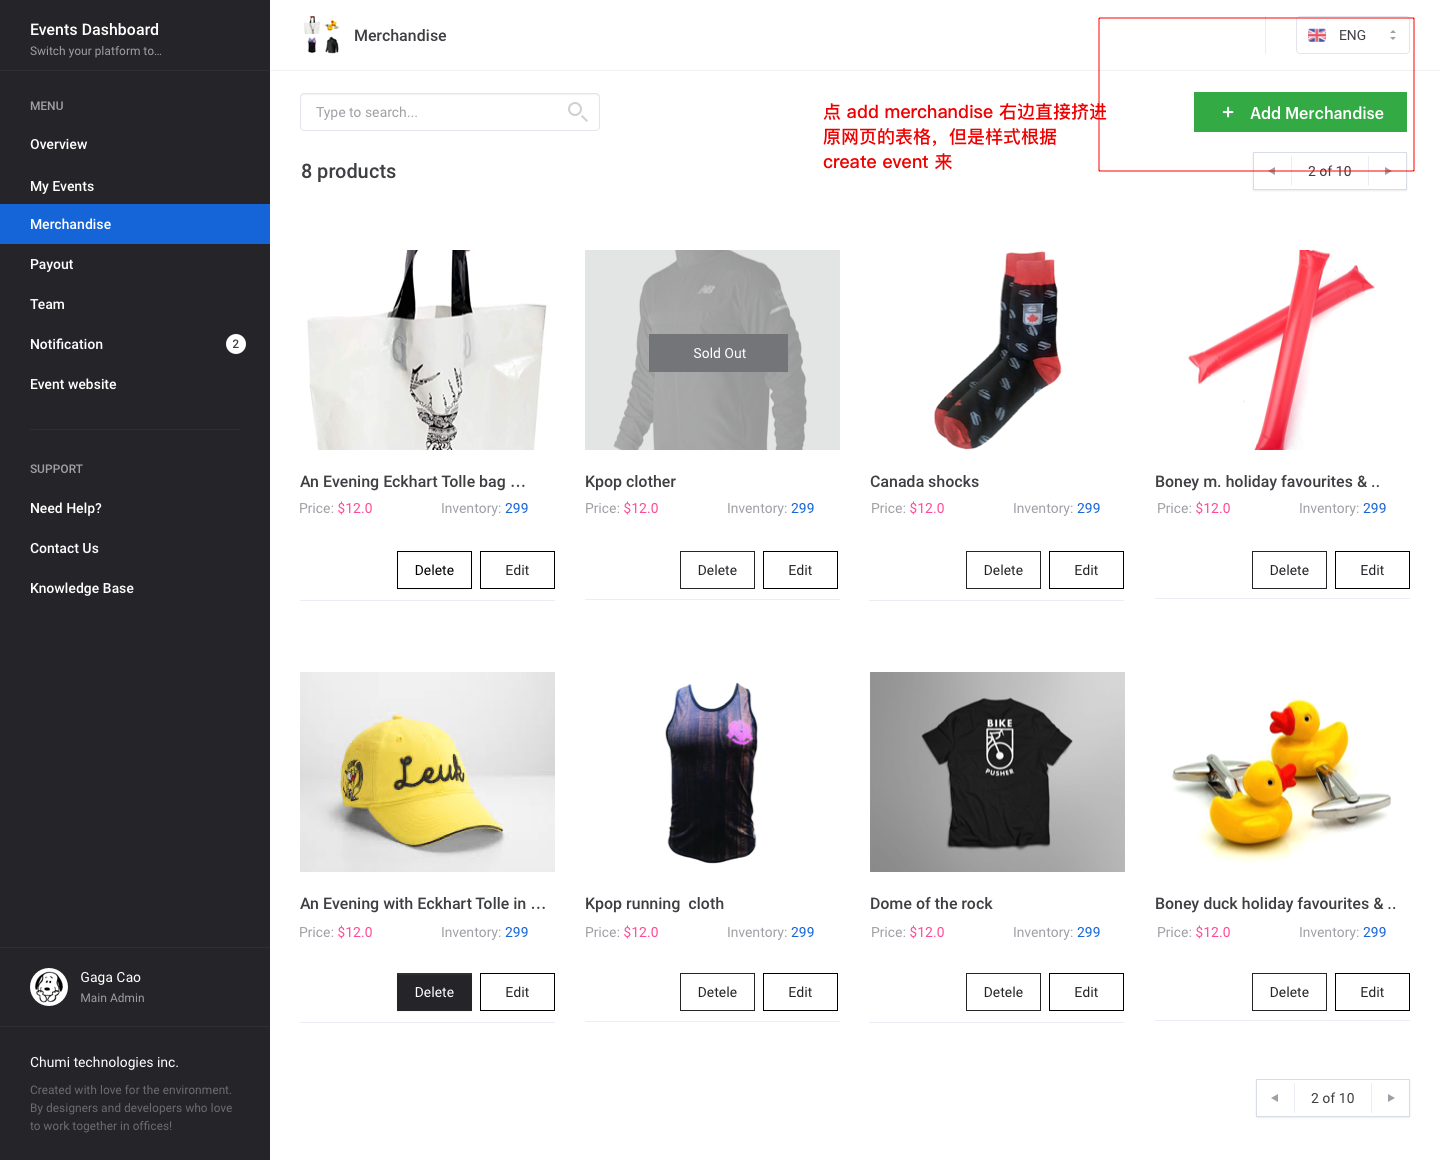 Events Dashboard
Switch your platform to...
MENU
Overview
My Events
Merchandise
Payout
Team
Notification 2
Event website
SUPPORT
Need Help?
Contact Us
Knowledge Base
Gaga Cao
Main Admin
Chumi technologies inc.
Created with love for the environment.
By designers and developers who love
to work together in offices!
Merchandise
ENG
Type to search...
点 add merchandise 右边直接挤进
原网页的表格，但是样式根据
create event 来
+ Add Merchandise
8 products
2 of 10
Sold Out
An Evening Eckhart Tolle bag ...
Price: $12.0 Inventory: 299
Delete Edit
Kpop clother
Price: $12.0 Inventory: 299
Delete Edit
Canada shocks
Price: $12.0 Inventory: 299
Delete Edit
Boney m. holiday favourites & ..
Price: $12.0 Inventory: 299
Delete Edit
Leuk
BIKE
PUSHER
An Evening with Eckhart Tolle in ...
Price: $12.0 Inventory: 299
Delete Edit
Kpop running  cloth
Price: $12.0 Inventory: 299
Detele Edit
Dome of the rock
Price: $12.0 Inventory: 299
Detele Edit
Boney duck holiday favourites & ..
Price: $12.0 Inventory: 299
Delete Edit
2 of 10